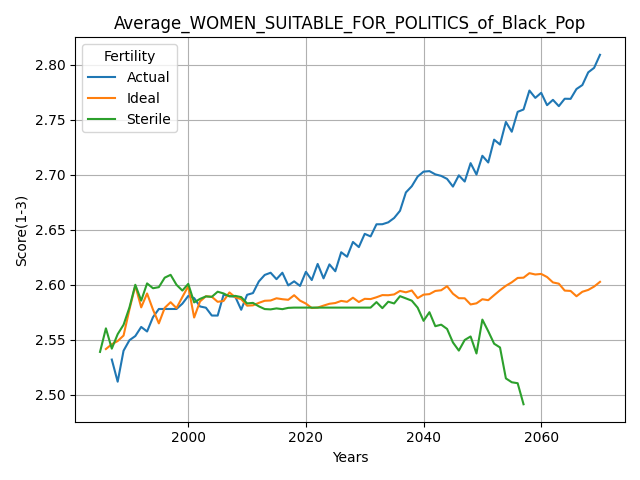 Average_WOMEN_SUITABLE_FOR_POLITICS_of_Black_Pop
Fertility
Actual
Ideal
Sterile
Score(1-3)
2.80
2.75
2.70
2.65
2.60
2.55
2.50
2000
2020
2040
2060
Years